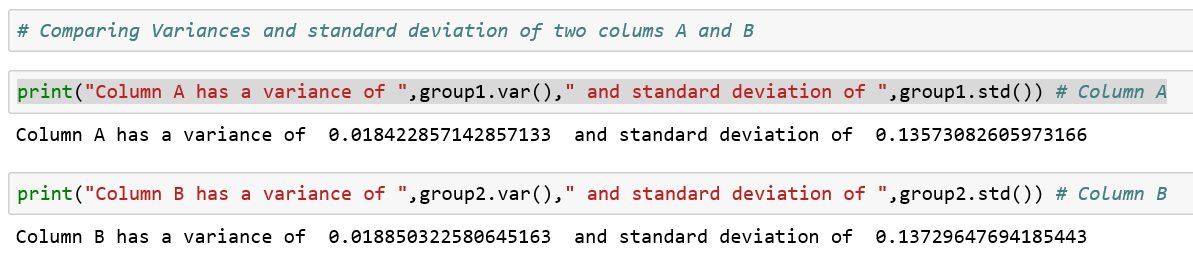 # Comparing Variances and standard deviation of two colums A and B
print("Column A has a variance of ",group1.var()," and standard deviation of ",group1.std()) # Column A
Column A has a variance of  0.018422857142857133  and standard deviation of  0.13573082605973166
print("Column B has a variance of ",group2.var()," and standard deviation of ",group2.std()) # Column B
Column B has a variance of  0.018850322580645163  and standard deviation of  0.13729647694185443